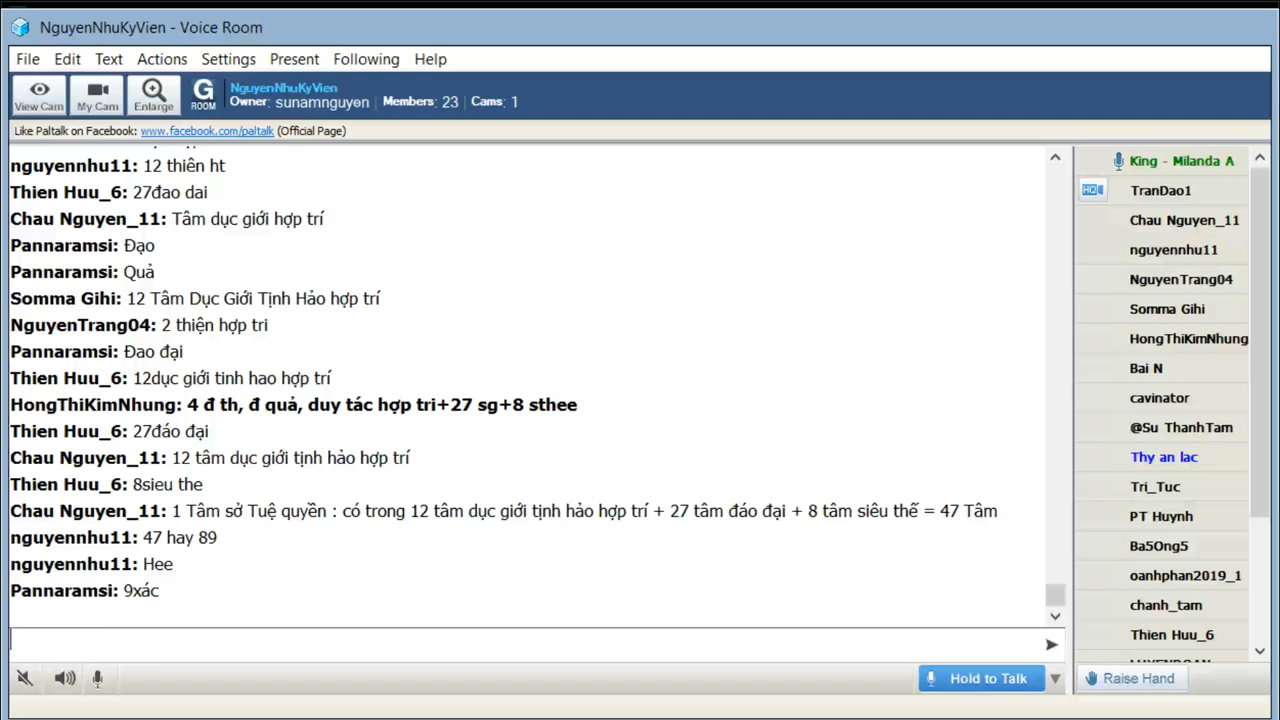 NguyenNhuKyVien - Voice Room
File Edit Text Actions Settings Present Following Help
View Cam
My Cam
Enlarge
G ROOM
NguyenNhuKyVien
Owner: sunamnguyen | Members: 23 | Cams: 1
Like Paltalk on Facebook: www.facebook.com/paltalk (Official Page)
nguyennhu11: 12 thiên ht
Thien Huu_6: 27đao dai
Chau Nguyen_11: Tâm dục giới hợp trí
Pannaramsi: Đạo
Pannaramsi: Quả
Somma Gihi: 12 Tâm Dục Giới Tịnh Hảo hợp trí
NguyenTrang04: 2 thiện hợp tri
Pannaramsi: Đao đại
Thien Huu_6: 12dục giới tinh hao hợp trí
HongThiKimNhung: 4 đ th, đ quả, duy tác hợp tri+27 sg+8 sthee
Thien Huu_6: 27đáo đại
Chau Nguyen_11: 12 tâm dục giới tịnh hảo hợp trí
Thien Huu_6: 8sieu the
Chau Nguyen_11: 1 Tâm sở Tuệ quyền : có trong 12 tâm dục giới tịnh hảo hợp trí + 27 tâm đáo đại + 8 tâm siêu thế = 47 Tâm
nguyennhu11: 47 hay 89
nguyennhu11: Hee
Pannaramsi: 9xác
King - Milanda A
HD
TranDao1
Chau Nguyen_11
nguyennhu11
NguyenTrang04
Somma Gihi
HongThiKimNhung
Bai N
cavinator
@Su ThanhTam
Thy an lac
Tri_Tuc
PT Huynh
Ba5Ong5
oanhphan2019_1
chanh_tam
Thien Huu_6
Hold to Talk
Raise Hand